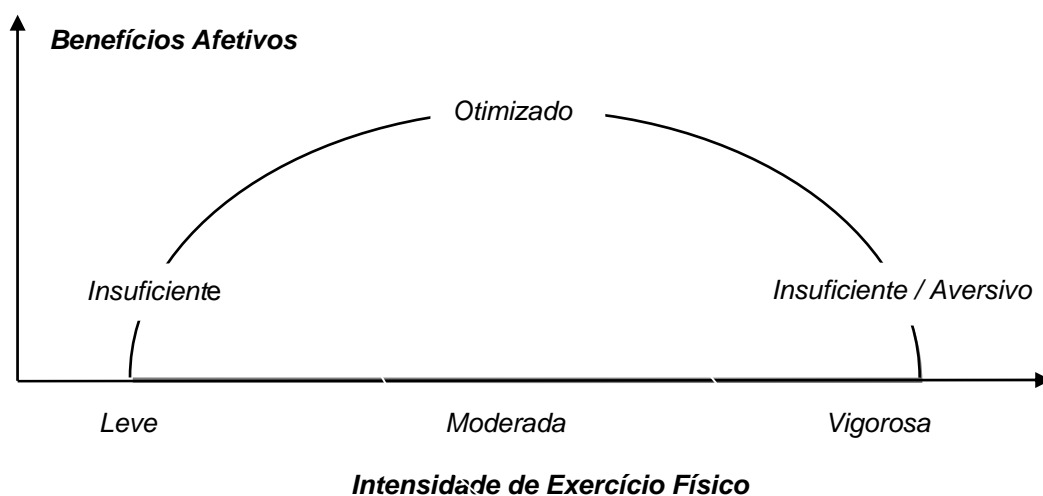 Benefícios Afetivos
Otimizado
Insuficiente
Insuficiente / Aversivo
Leve
Moderada
Vigorosa
Intensidade de Exercício Físico